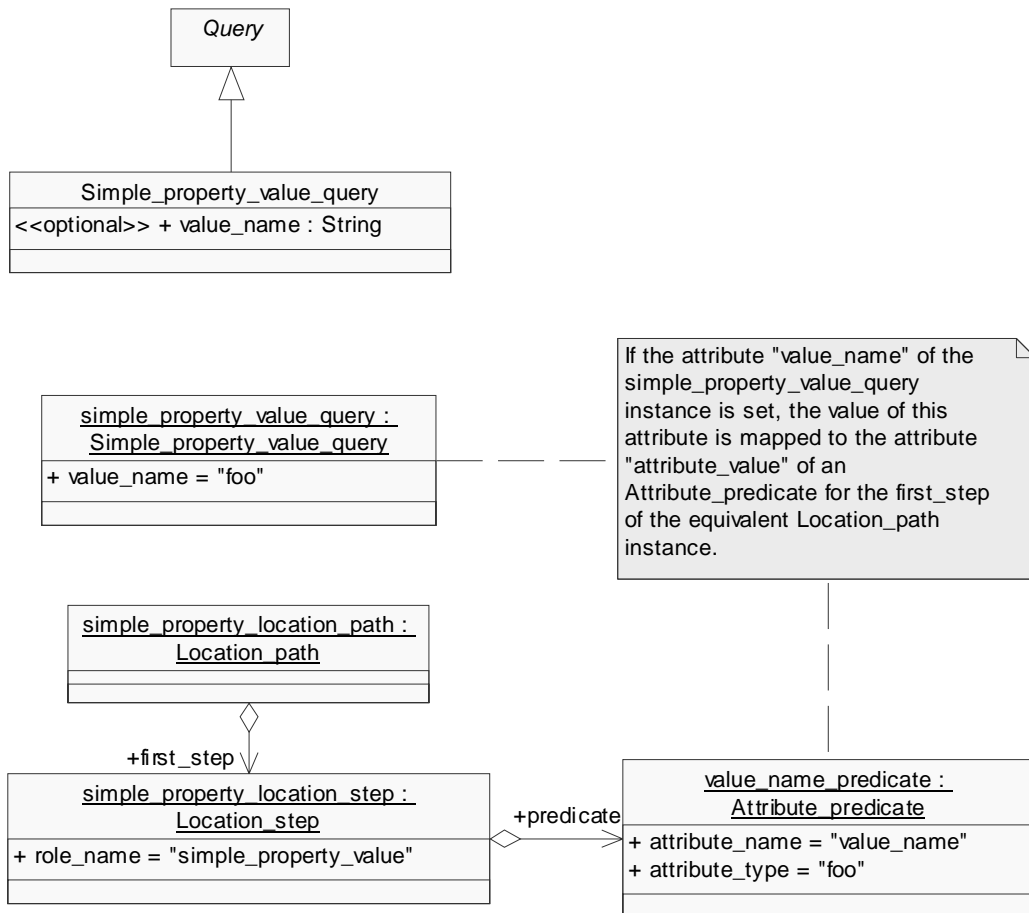 Query
Simple_property_value_query
<<optional>> + value_name : String
If the attribute "value_name" of the
simple_property_value_query
instance is set, the value of this
attribute is mapped to the attribute
"attribute_value" of an
Attribute_predicate for the first_step
of the equivalent Location_path
instance.
simple_property_value_query :
Simple_property_value_query
+ value_name = "foo"
simple_property_location_path :
Location_path
+first_step
simple_property_location_step :
Location_step
+ role_name = "simple_property_value"
+predicate
value_name_predicate :
Attribute_predicate
+ attribute_name = "value_name"
+ attribute_type = "foo"